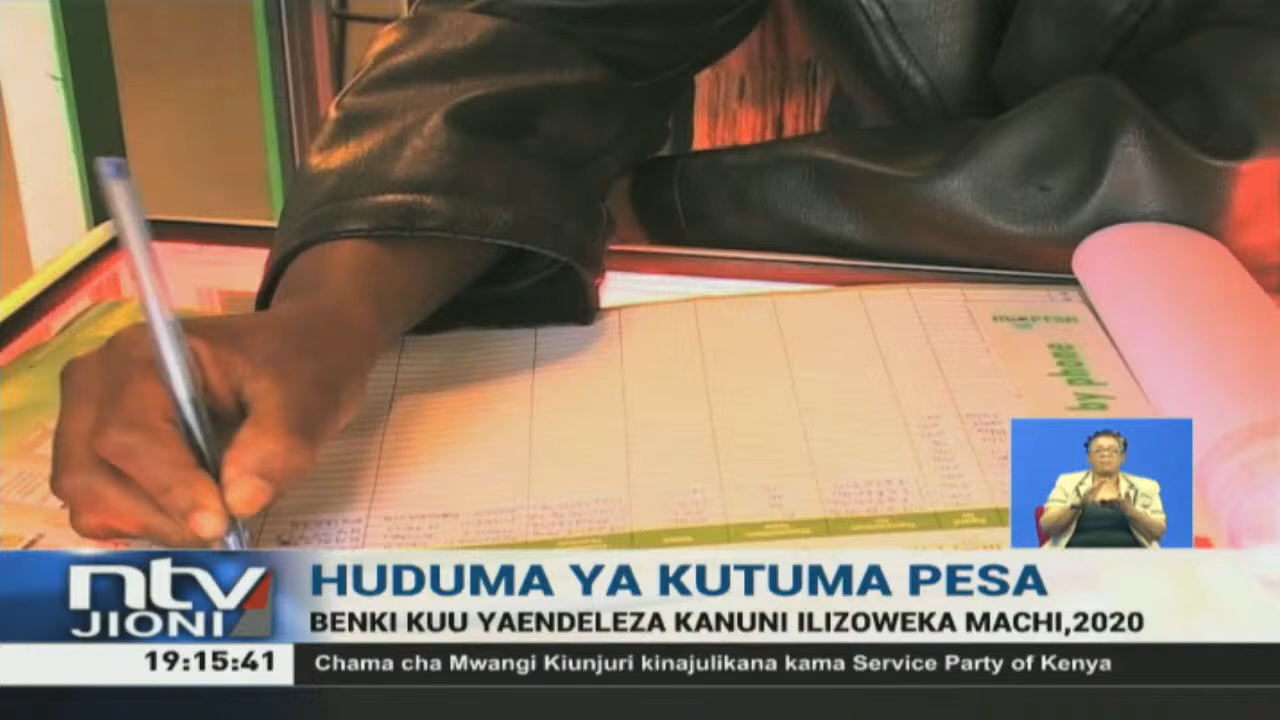 by phone
ntv
JIONI
HUDUMA YA KUTUMA PESA
BENKI KUU YAENDELEZA KANUNI ILIZOWEKA MACHI,2020
19:15:41
Chama cha Mwangi Kiunjuri kinajulikana kama Service Party of Kenya